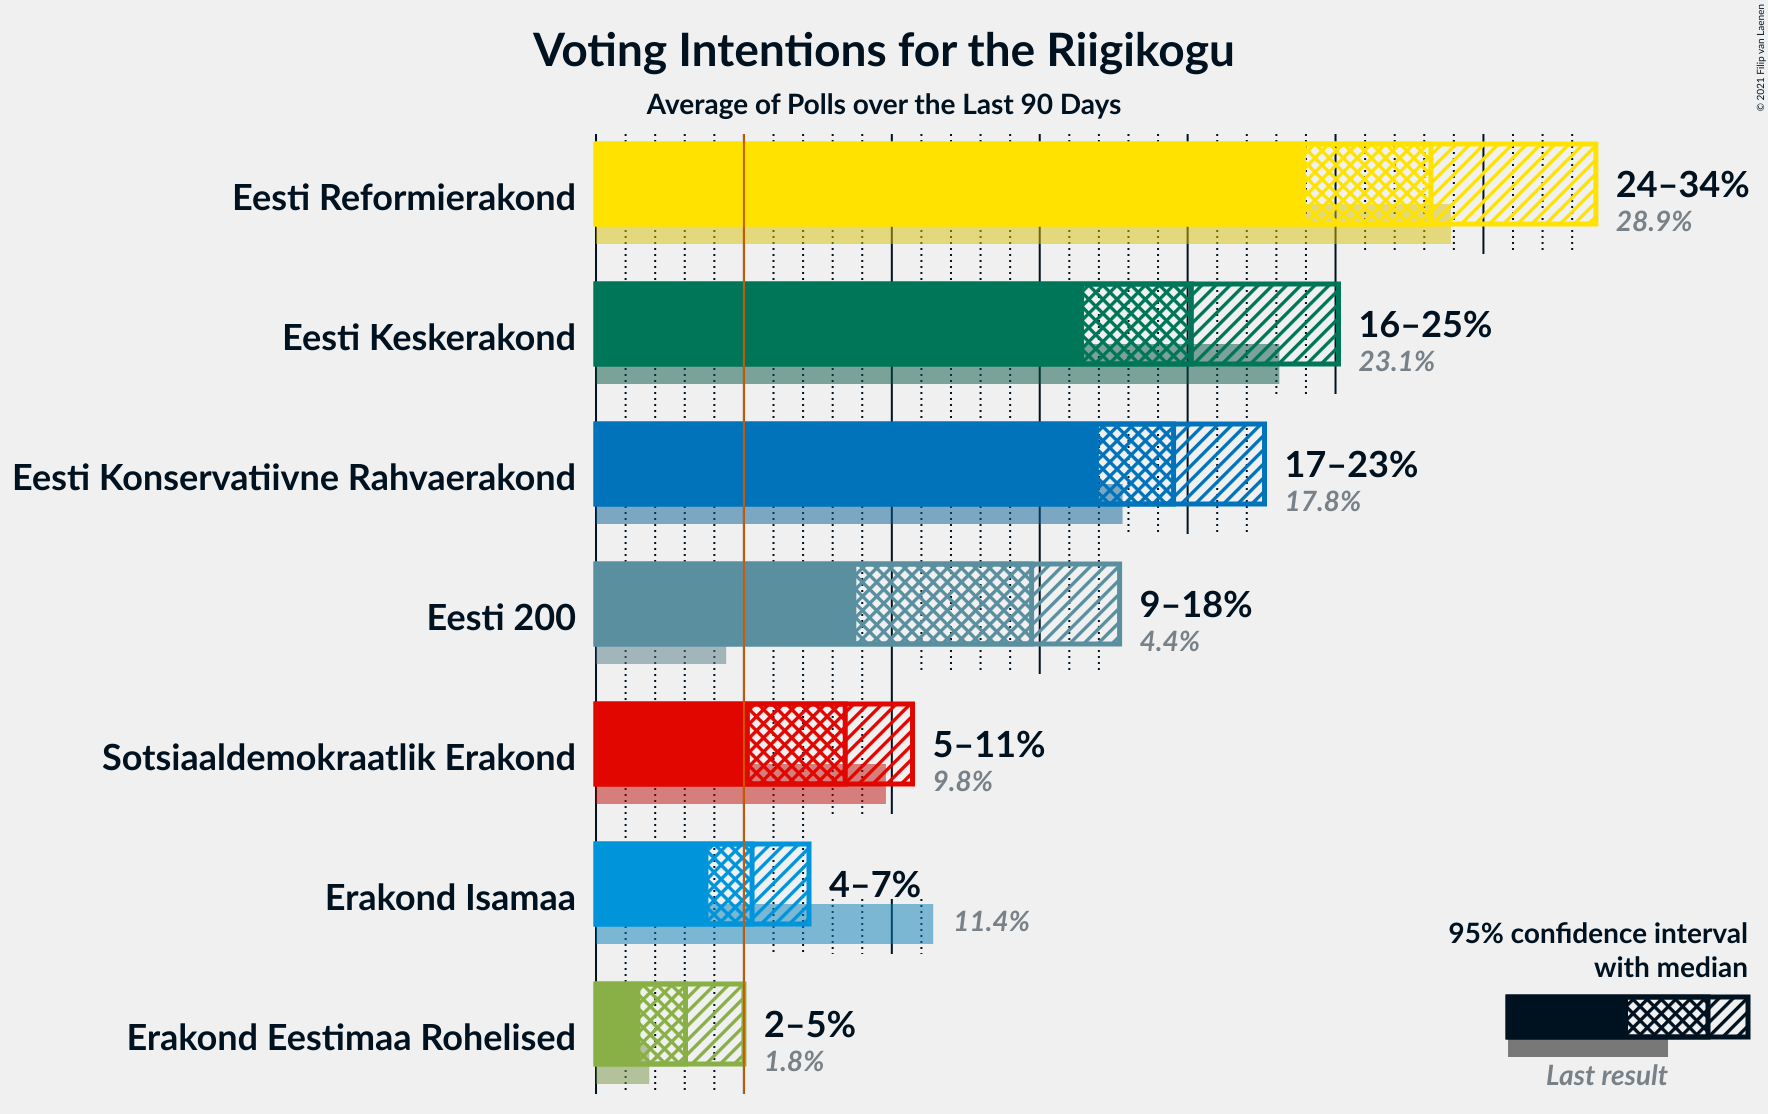 Voting Intentions for the Riigikogu
Average of Polls over the Last 90 Days
© 2021 Filip van Laenen
Eesti Reformierakond
24–34%
28.9%
Eesti Keskerakond
16–25%
23.1%
Eesti Konservatiivne Rahvaerakond
17–23%
17.8%
Eesti 200
9–18%
4.4%
Sotsiaaldemokraatlik Erakond
5–11%
9.8%
Erakond Isamaa
4–7%
11.4%
Erakond Eestimaa Rohelised
2–5%
1.8%
95% confidence interval
with median
Last result